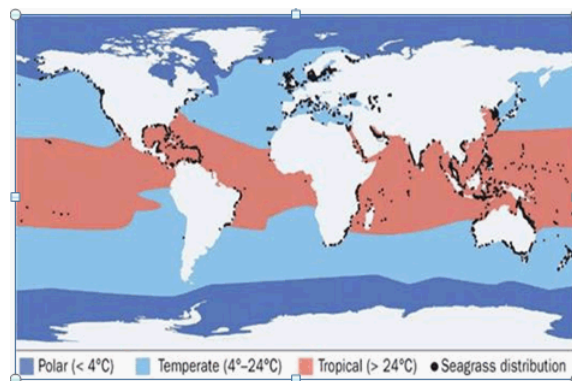 Polar (< 4°C) Temperate (4°–24°C) Tropical (> 24°C) Seagrass distribution